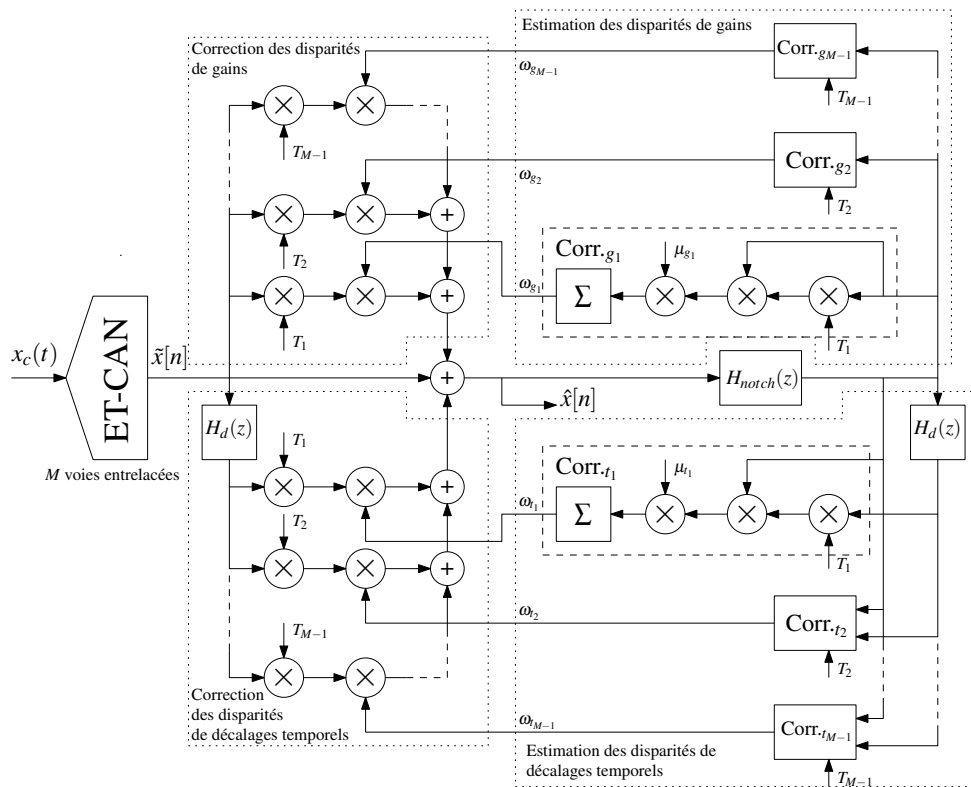 Correction des disparités
de gains
Estimation des disparités de gains
ω_{g_{M−1}}
Corr._{g_{M−1}}
T_{M−1}
× ×
T_{M−1}
ω_{g_2}
Corr._{g_2}
T_2
× × +
T_2
Corr._{g_1}
μ_{g_1}
ω_{g_1}
Σ × × ×
T_1
× × +
T_1
x_c(t)
ET-CAN
x̃[n]
+
x̂[n]
H_{notch}(z)
M voies entrelacées
H_d(z)
H_d(z)
T_1
Corr._{t_1}
μ_{t_1}
× × +
ω_{t_1}
Σ × × ×
T_1
T_2
× × +
ω_{t_2}
Corr._{t_2}
T_2
T_{M−1}
× ×
ω_{t_{M−1}}
Corr._{t_{M−1}}
T_{M−1}
Correction
des disparités
de décalages temporels
Estimation des disparités de
décalages temporels